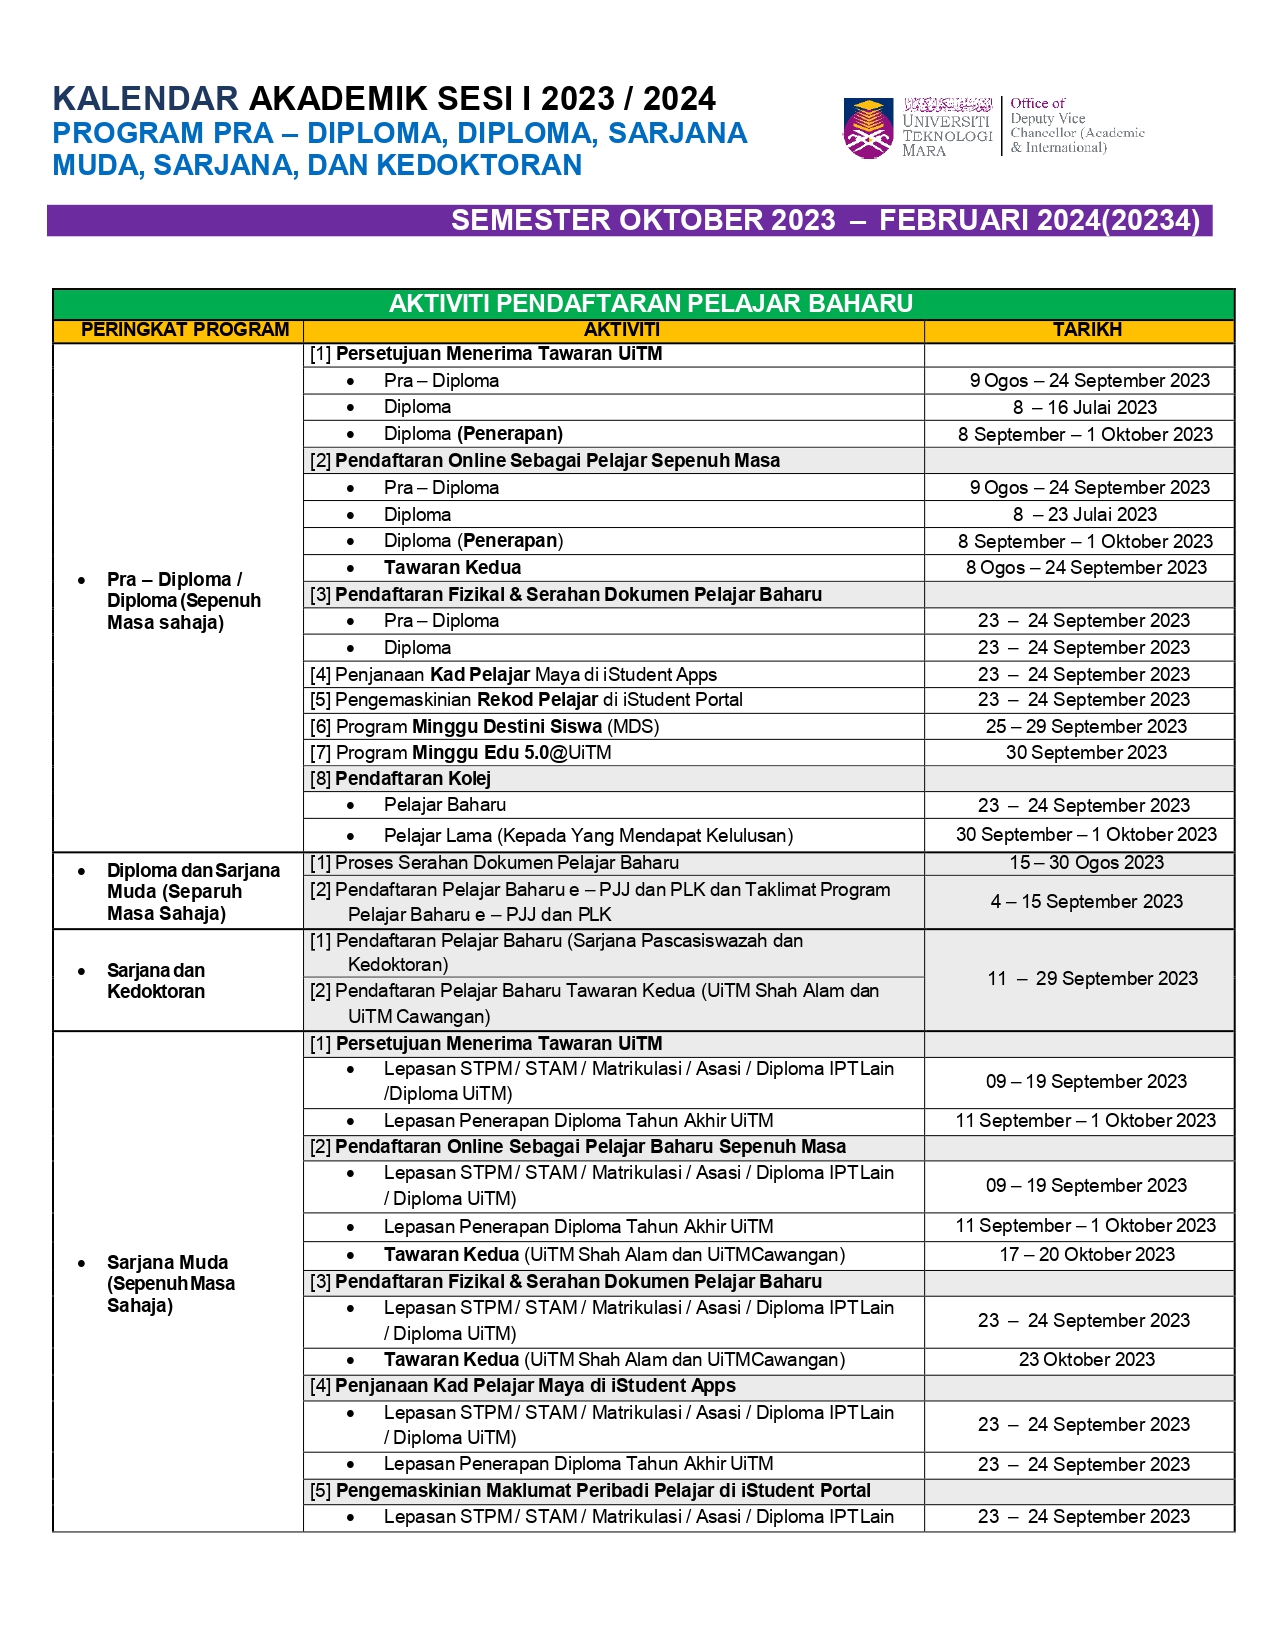 KALENDAR AKADEMIK SESI I 2023 / 2024
PROGRAM PRA – DIPLOMA, DIPLOMA, SARJANA
MUDA, SARJANA, DAN KEDOKTORAN
UNIVERSITI
TEKNOLOGI
MARA
Office of
Deputy Vice
Chancellor (Academic
& International)
SEMESTER OKTOBER 2023 – FEBRUARI 2024(20234)
AKTIVITI PENDAFTARAN PELAJAR BAHARU
PERINGKAT PROGRAM AKTIVITI TARIKH
• Pra – Diploma /
Diploma (Sepenuh
Masa sahaja)
[1] Persetujuan Menerima Tawaran UiTM
• Pra – Diploma 9 Ogos – 24 September 2023
• Diploma 8 – 16 Julai 2023
• Diploma (Penerapan) 8 September – 1 Oktober 2023
[2] Pendaftaran Online Sebagai Pelajar Sepenuh Masa
• Pra – Diploma 9 Ogos – 24 September 2023
• Diploma 8 – 23 Julai 2023
• Diploma (Penerapan) 8 September – 1 Oktober 2023
• Tawaran Kedua 8 Ogos – 24 September 2023
[3] Pendaftaran Fizikal & Serahan Dokumen Pelajar Baharu
• Pra – Diploma 23 – 24 September 2023
• Diploma 23 – 24 September 2023
[4] Penjanaan Kad Pelajar Maya di iStudent Apps 23 – 24 September 2023
[5] Pengemaskinian Rekod Pelajar di iStudent Portal 23 – 24 September 2023
[6] Program Minggu Destini Siswa (MDS) 25 – 29 September 2023
[7] Program Minggu Edu 5.0@UiTM 30 September 2023
[8] Pendaftaran Kolej
• Pelajar Baharu 23 – 24 September 2023
• Pelajar Lama (Kepada Yang Mendapat Kelulusan) 30 September – 1 Oktober 2023
• Diploma dan Sarjana
Muda (Separuh
Masa Sahaja)
[1] Proses Serahan Dokumen Pelajar Baharu 15 – 30 Ogos 2023
[2] Pendaftaran Pelajar Baharu e – PJJ dan PLK dan Taklimat Program
Pelajar Baharu e – PJJ dan PLK
4 – 15 September 2023
• Sarjana dan
Kedoktoran
[1] Pendaftaran Pelajar Baharu (Sarjana Pascasiswazah dan
Kedoktoran)
[2] Pendaftaran Pelajar Baharu Tawaran Kedua (UiTM Shah Alam dan
UiTM Cawangan)
11 – 29 September 2023
• Sarjana Muda
(Sepenuh Masa
Sahaja)
[1] Persetujuan Menerima Tawaran UiTM
• Lepasan STPM / STAM / Matrikulasi / Asasi / Diploma IPT Lain
/Diploma UiTM)
09 – 19 September 2023
• Lepasan Penerapan Diploma Tahun Akhir UiTM 11 September – 1 Oktober 2023
[2] Pendaftaran Online Sebagai Pelajar Baharu Sepenuh Masa
• Lepasan STPM / STAM / Matrikulasi / Asasi / Diploma IPT Lain
/ Diploma UiTM)
09 – 19 September 2023
• Lepasan Penerapan Diploma Tahun Akhir UiTM 11 September – 1 Oktober 2023
• Tawaran Kedua (UiTM Shah Alam dan UiTM Cawangan) 17 – 20 Oktober 2023
[3] Pendaftaran Fizikal & Serahan Dokumen Pelajar Baharu
• Lepasan STPM / STAM / Matrikulasi / Asasi / Diploma IPT Lain
/ Diploma UiTM)
23 – 24 September 2023
• Tawaran Kedua (UiTM Shah Alam dan UiTM Cawangan) 23 Oktober 2023
[4] Penjanaan Kad Pelajar Maya di iStudent Apps
• Lepasan STPM / STAM / Matrikulasi / Asasi / Diploma IPT Lain
/ Diploma UiTM)
23 – 24 September 2023
• Lepasan Penerapan Diploma Tahun Akhir UiTM 23 – 24 September 2023
[5] Pengemaskinian Maklumat Peribadi Pelajar di iStudent Portal
• Lepasan STPM / STAM / Matrikulasi / Asasi / Diploma IPT Lain 23 – 24 September 2023